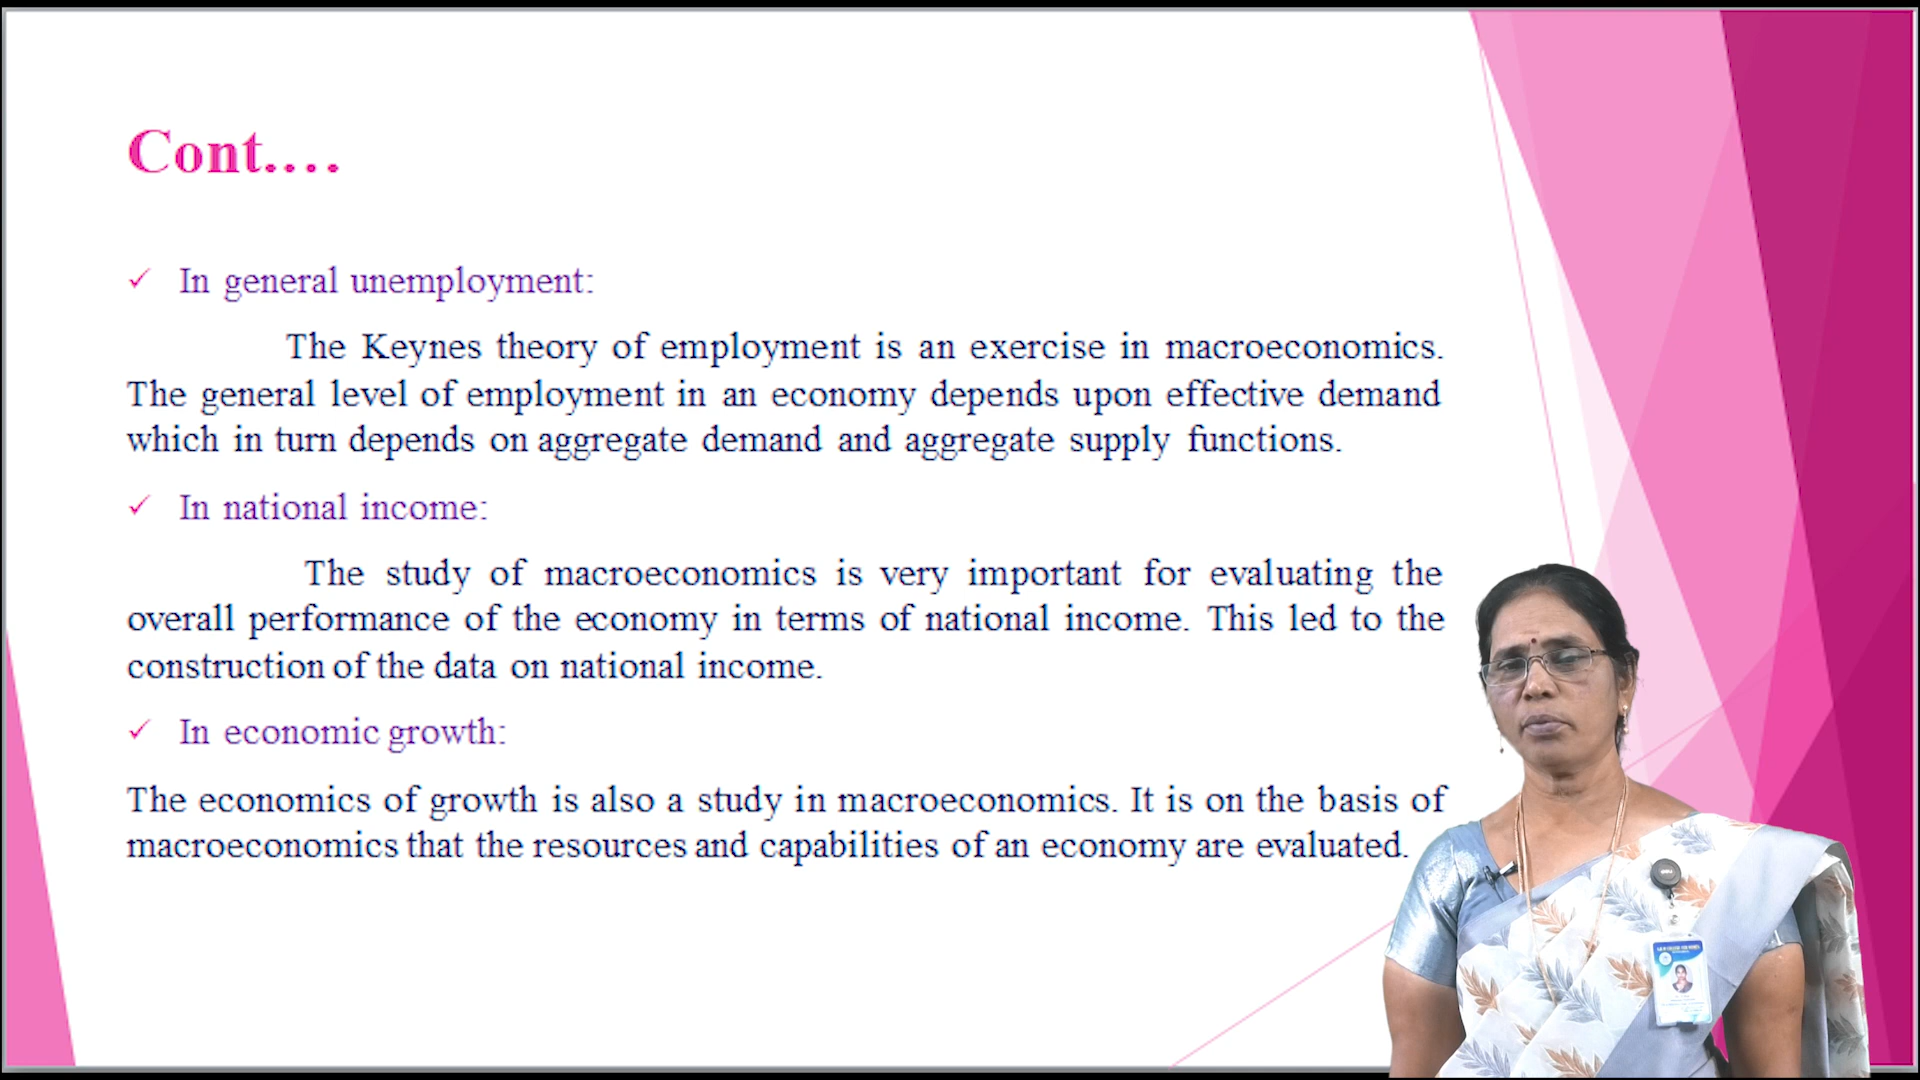 Cont.…
✓ In general unemployment:
The Keynes theory of employment is an exercise in macroeconomics.
The general level of employment in an economy depends upon effective demand
which in turn depends on aggregate demand and aggregate supply functions.
✓ In national income:
The study of macroeconomics is very important for evaluating the
overall performance of the economy in terms of national income. This led to the
construction of the data on national income.
✓ In economic growth:
The economics of growth is also a study in macroeconomics. It is on the basis of
macroeconomics that the resources and capabilities of an economy are evaluated.